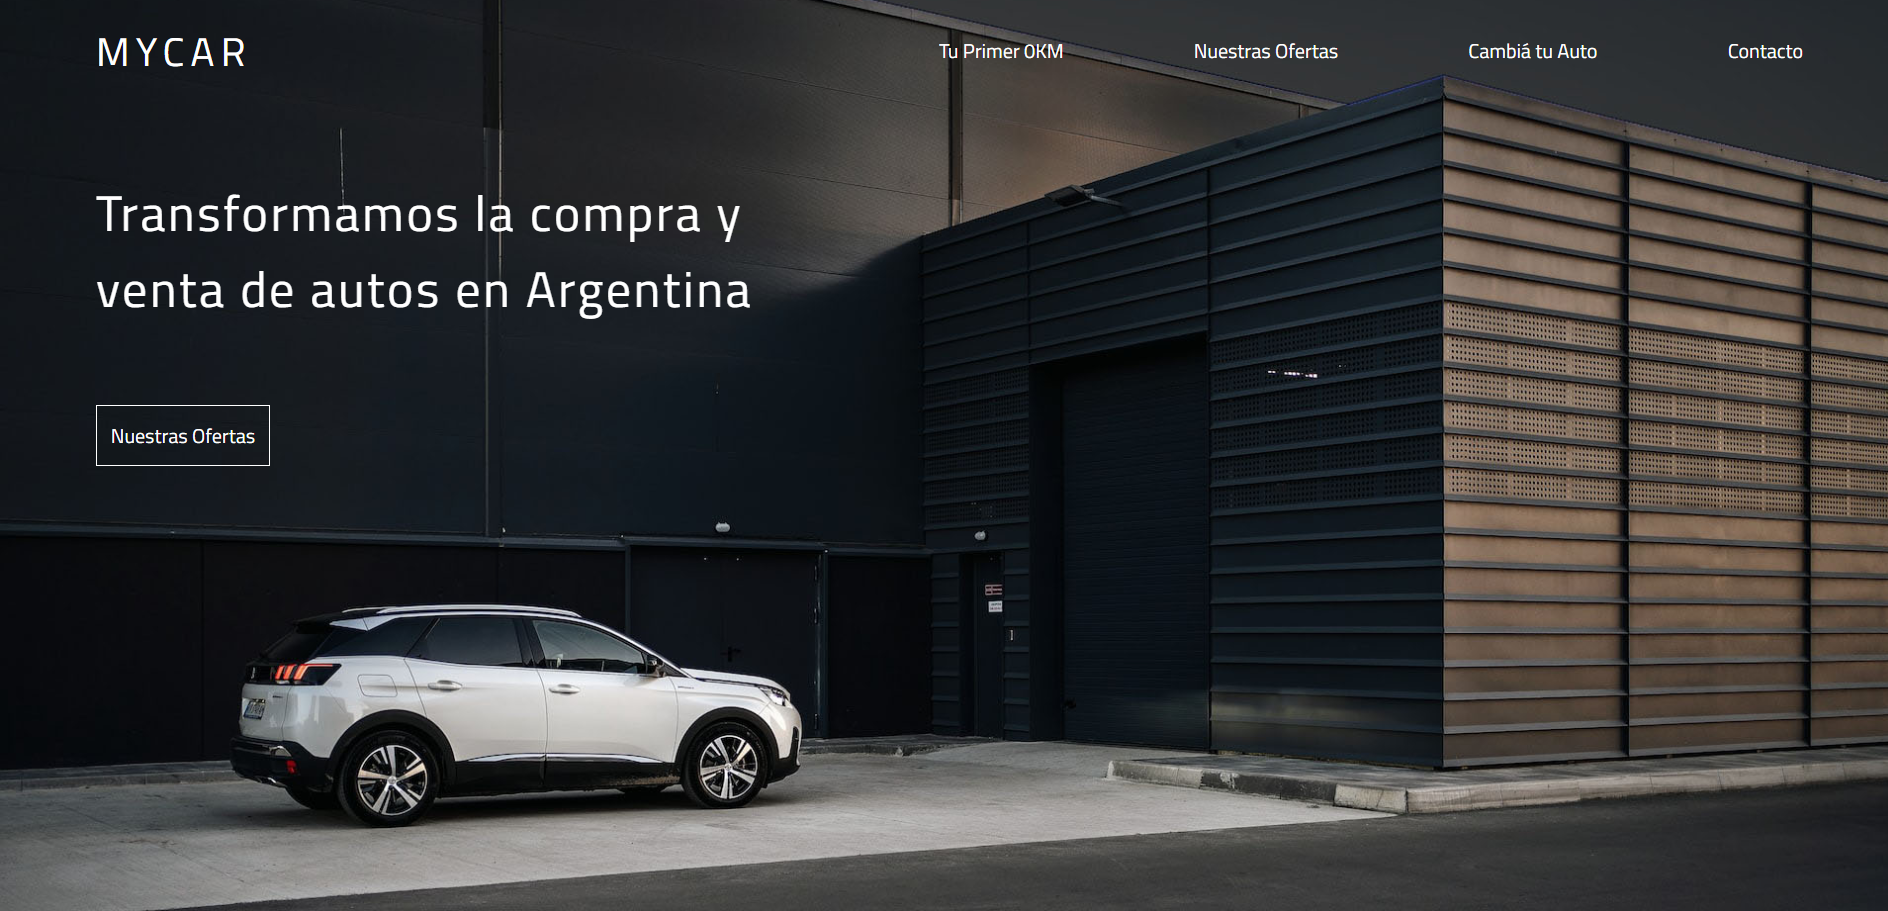 MYCAR
Tu Primer 0KM
Nuestras Ofertas
Cambiá tu Auto
Contacto
Transformamos la compra y
venta de autos en Argentina
Nuestras Ofertas